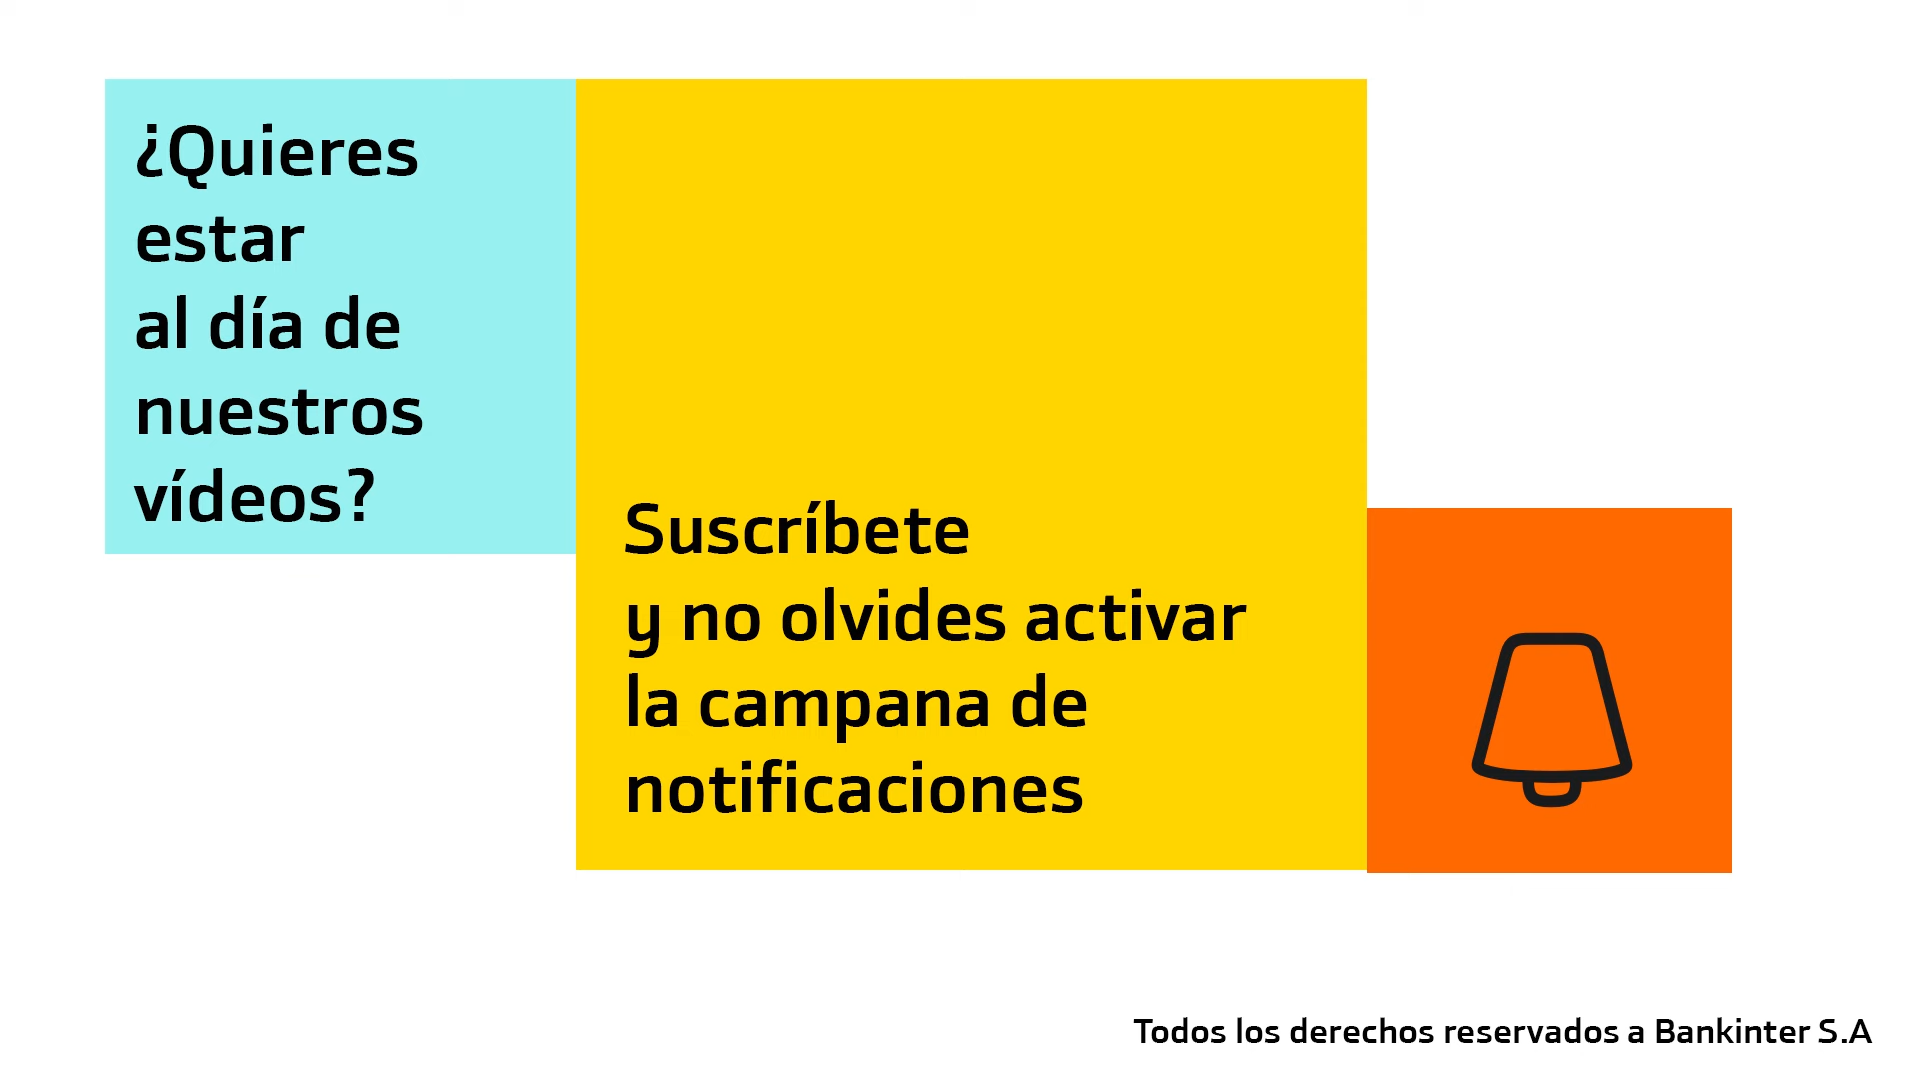 ¿Quieres
estar
al día de
nuestros
vídeos?
Suscríbete
y no olvides activar
la campana de
notificaciones
Todos los derechos reservados a Bankinter S.A